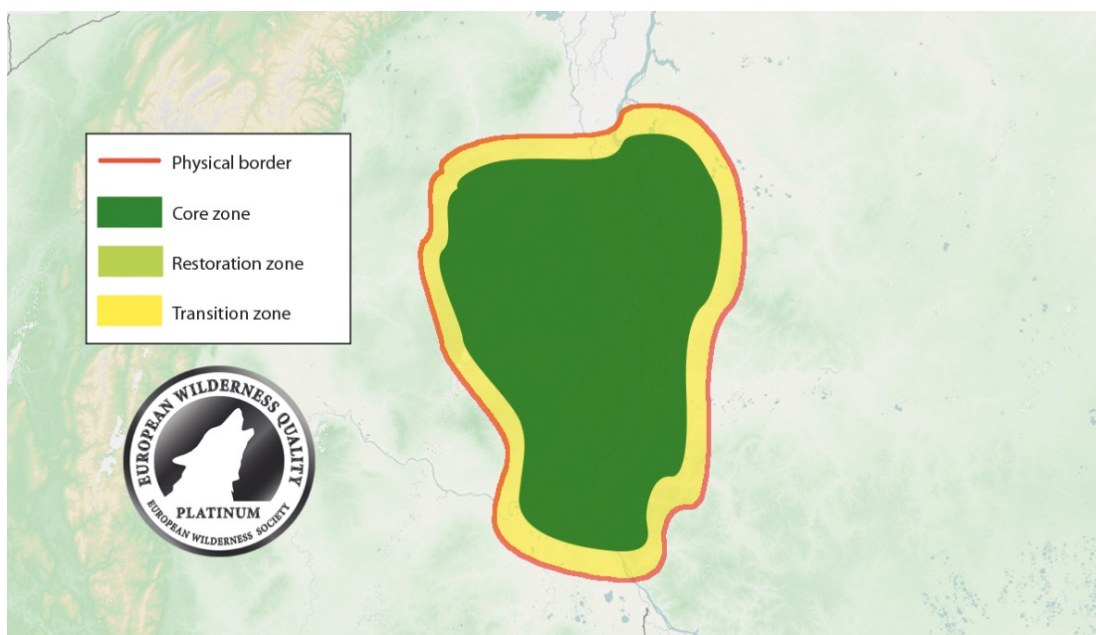 Physical border
Core zone
Restoration zone
Transition zone
EUROPEAN WILDERNESS QUALITY
PLATINUM
EUROPEAN WILDERNESS SOCIETY